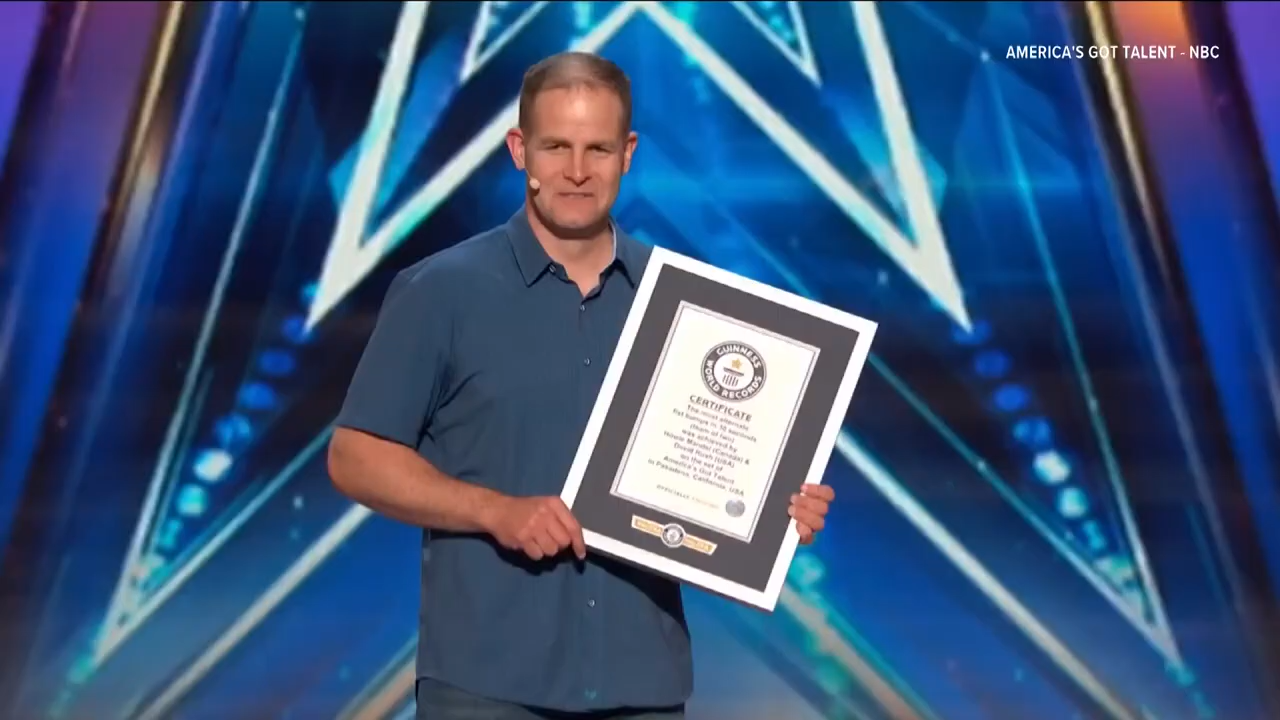 AMERICA'S GOT TALENT - NBC
GUINNESS
WORLD RECORDS
CERTIFICATE
The most alternate
fist bumps in 30 seconds
(team of two)
was achieved by
Howie Mandel (Canada) &
David Rush (USA)
on the set of
America's Got Talent
in Pasadena, California, USA
OFFICIALLY